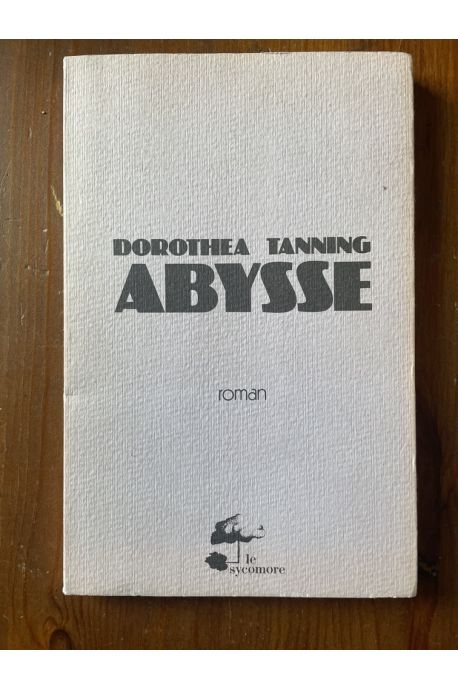 DOROTHEA TANNING
ABYSSE
roman
le
sycomore